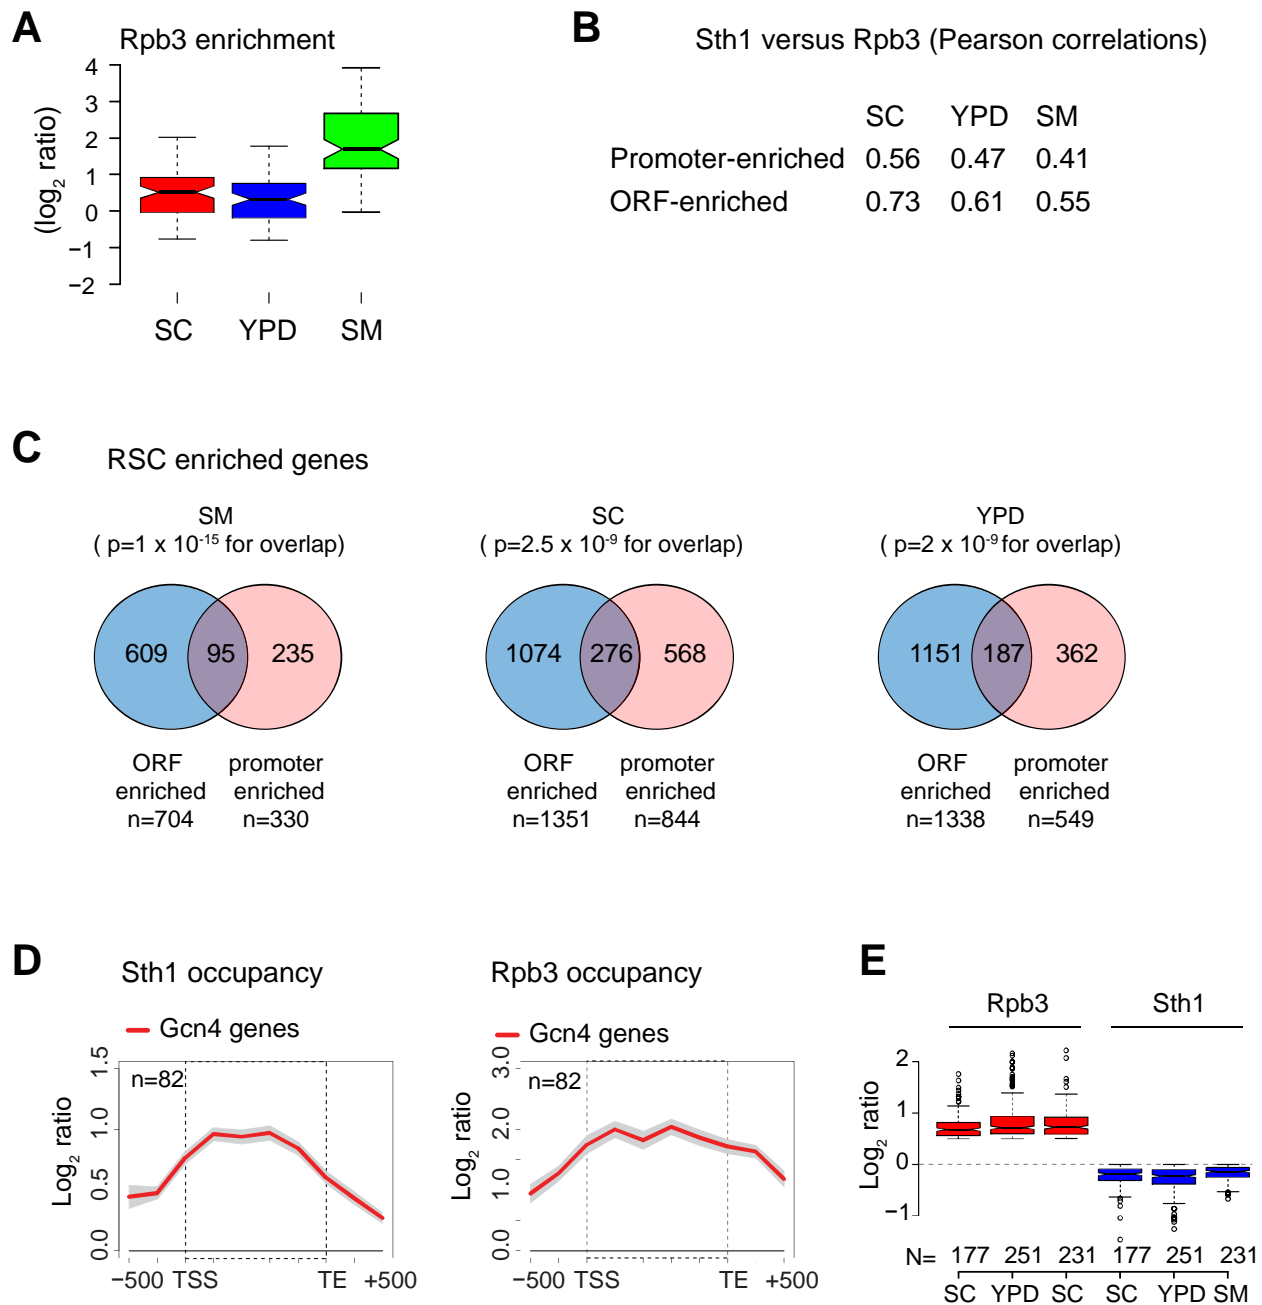 A
Rpb3 enrichment
(log2 ratio)
4
3
2
1
0
−1
−2
SC YPD SM
B
Sth1 versus Rpb3 (Pearson correlations)
SC YPD SM
Promoter-enriched 0.56 0.47 0.41
ORF-enriched 0.73 0.61 0.55
C
RSC enriched genes
SM
( p=1 x 10-15 for overlap)
609 95 235
ORF enriched n=704
promoter enriched n=330
SC
( p=2.5 x 10-9 for overlap)
1074 276 568
ORF enriched n=1351
promoter enriched n=844
YPD
( p=2 x 10-9 for overlap)
1151 187 362
ORF enriched n=1338
promoter enriched n=549
D
Sth1 occupancy
Gcn4 genes
n=82
Log2 ratio
1.5
1.0
0.5
0.0
−500 TSS TE +500
Rpb3 occupancy
Gcn4 genes
n=82
Log2 ratio
3.0
2.0
1.0
0.0
−500 TSS TE +500
E
Rpb3 Sth1
Log2 ratio
2
1
0
−1
N= 177 251 231 177 251 231
SC YPD SC SC YPD SM